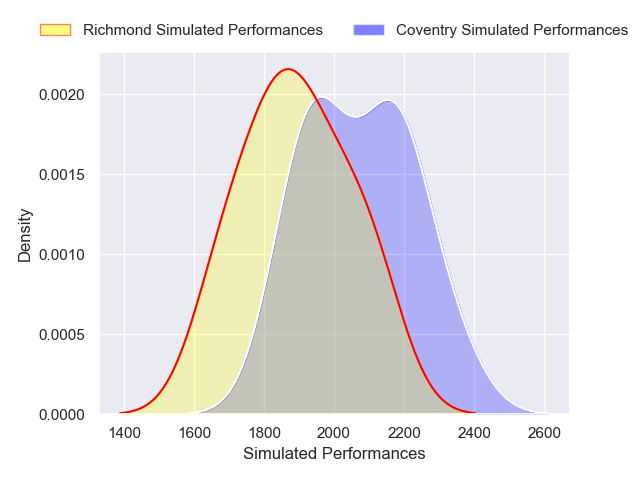 Richmond Simulated Performances Coventry Simulated Performances
0.0020
0.0015
0.0010
0.0005
0.0000
Density
1400 1600 1800 2000 2200 2400 2600
Simulated Performances